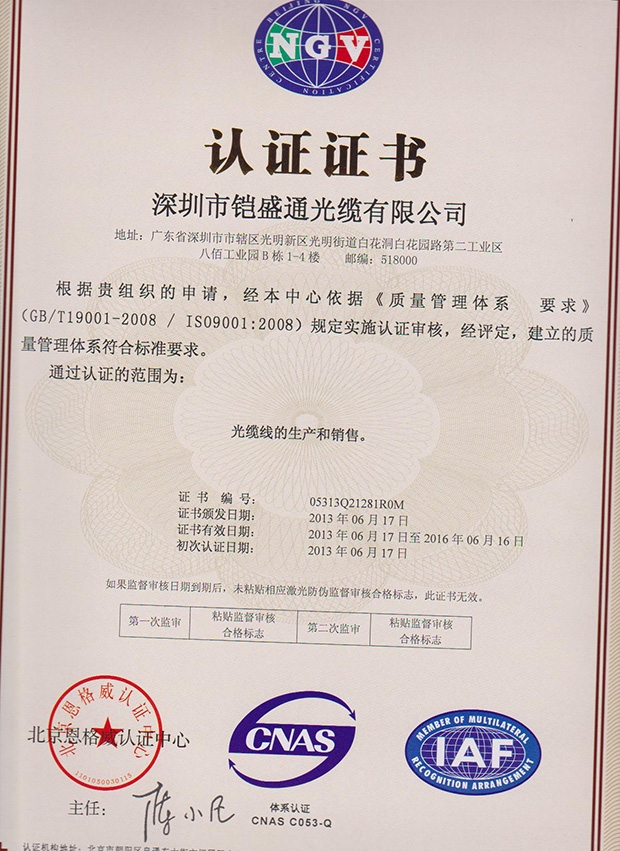 BEIJING NGV
NGV
CERTIFICATION CENTRE
认证证书
深圳市铠盛通光缆有限公司
地址：广东省深圳市市辖区光明新区光明街道白花洞白花园路第二工业区
八佰工业园B栋1-4楼 邮编：518000
根据贵组织的申请，经本中心依据《质量管理体系 要求》
（GB/T19001-2008 / ISO9001:2008）规定实施认证审核，经评定，建立的质
量管理体系符合标准要求。
通过认证的范围为：
光缆线的生产和销售。
证书编号： 05313Q21281R0M
证书颁发日期： 2013年06月17日
证书有效日期： 2013年06月17日至2016年06月16日
初次认证日期： 2013年06月17日
如果监督审核日期到期后，未粘贴相应激光防伪监督审核合格标志，此证书无效。
第一次监审 粘贴监督审核合格标志 第二次监审 粘贴监督审核合格标志
北京恩格威认证中心
1101050030115
北京恩格威认证中心
CNAS
MEMBER OF MULTILATERAL
IAF
RECOGNITION ARRANGEMENT
主任：
体系认证
CNAS C053-Q